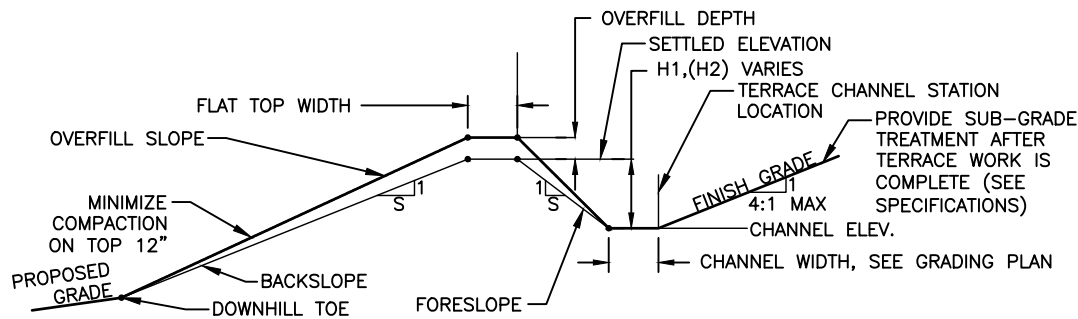 OVERFILL DEPTH
SETTLED ELEVATION
H1,(H2) VARIES
TERRACE CHANNEL STATION
LOCATION
FLAT TOP WIDTH
OVERFILL SLOPE
PROVIDE SUB-GRADE
TREATMENT AFTER
TERRACE WORK IS
COMPLETE (SEE
SPECIFICATIONS)
FINISH GRADE
1
4:1 MAX
1
S
1
S
MINIMIZE
COMPACTION
ON TOP 12"
CHANNEL ELEV.
PROPOSED
GRADE
BACKSLOPE
CHANNEL WIDTH, SEE GRADING PLAN
DOWNHILL TOE
FORESLOPE